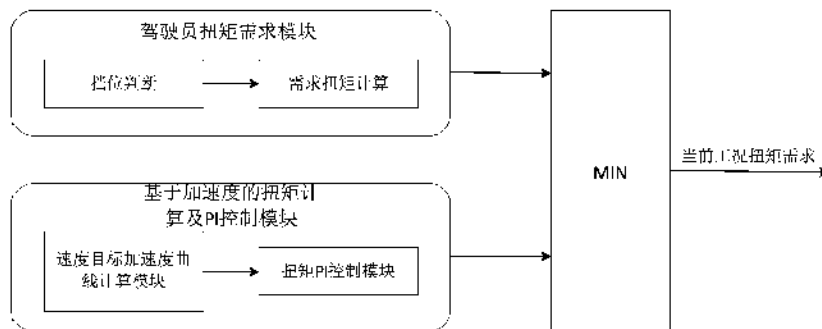 驾驶员扭矩需求模块
挡位判断
需求扭矩计算
基于加速度的扭矩计
算及PI控制模块
速度目标加速度曲
线计算模块
扭矩PI控制模块
MIN
当前工况扭矩需求